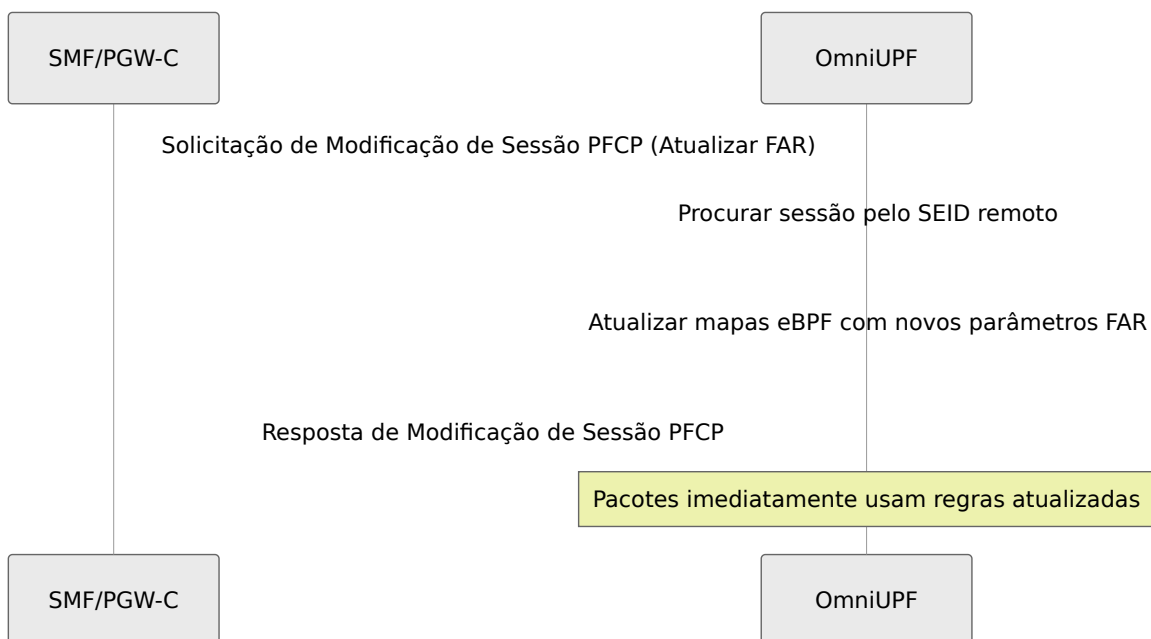 SMF/PGW-C
OmniUPF
Solicitação de Modificação de Sessão PFCP (Atualizar FAR)
Procurar sessão pelo SEID remoto
Atualizar mapas eBPF com novos parâmetros FAR
Resposta de Modificação de Sessão PFCP
Pacotes imediatamente usam regras atualizadas
SMF/PGW-C
OmniUPF